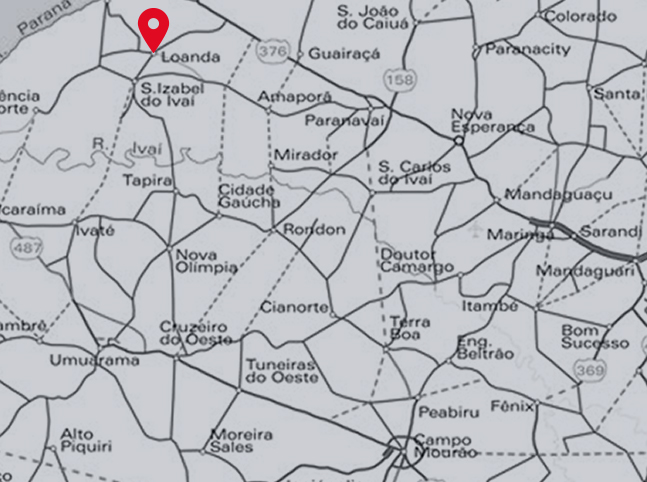 Paraná
S. João
do Caiuá
Colorado
Loanda
376
Guairaçá
Paranacity
158
S.Izabel
do Ivaí
Santa
ência
orte
Amaporã
Paranavaí
Nova
Esperança
R. Ivaí
Mirador
S. Carlos
do Ivaí
Tapira
Cidade
Gaúcha
Mandaguaçu
Icaraíma
Ivaté
Rondon
Maringá
Sarandi
487
Nova
Olímpia
Doutor
Camargo
Mandaguari
Cianorte
Itambé
ambrê
Cruzeiro
do Oeste
Terra
Boa
Bom
Sucesso
Umuarama
Eng.
Beltrão
Tuneiras
do Oeste
369
Peabiru
Fênix
Alto
Piquiri
Moreira
Sales
Campo
Mourão